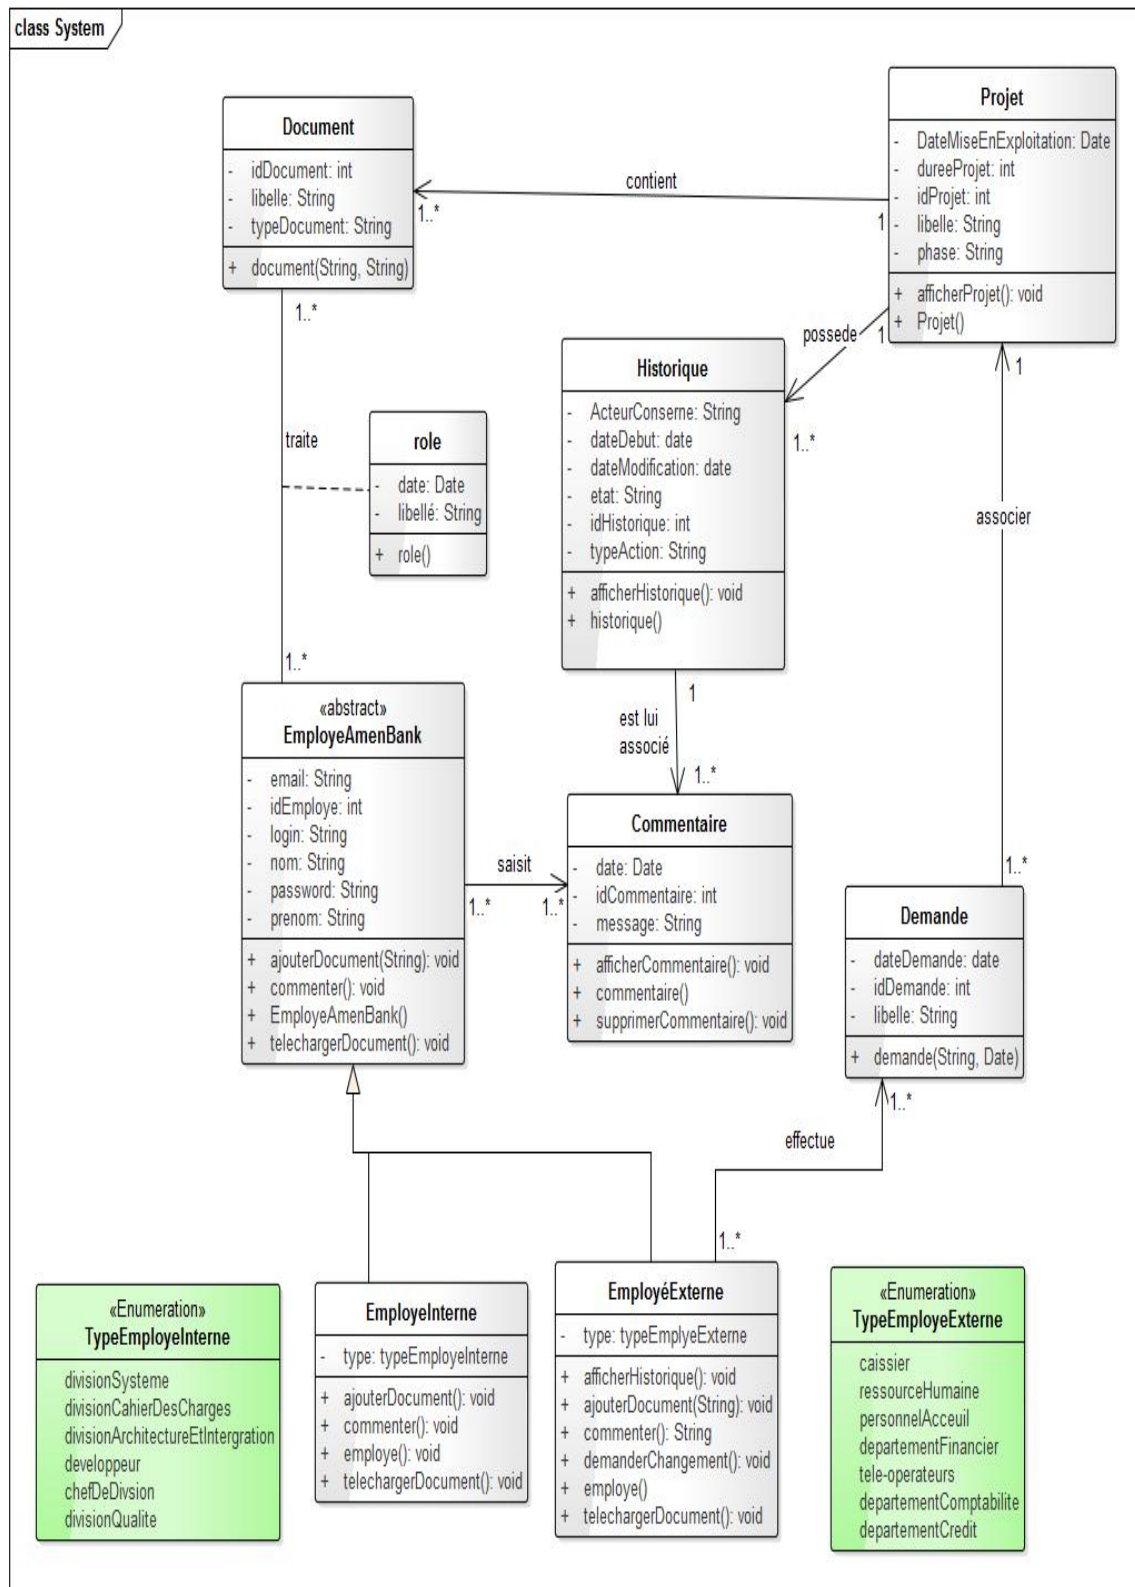 class System
Projet
- DateMiseEnExploitation: Date
- dureeProjet: int
- idProjet: int
- libelle: String
- phase: String
+ afficherProjet(): void
+ Projet()
Document
- idDocument: int
- libelle: String
- typeDocument: String
+ document(String, String)
contient
1..*
1
1..*
possede
1
1..*
1
Historique
- ActeurConserne: String
- dateDebut: date
- dateModification: date
- etat: String
- idHistorique: int
- typeAction: String
+ afficherHistorique(): void
+ historique()
traite
role
- date: Date
- libellé: String
+ role()
associer
1..*
1
est lui
associé
1..*
«abstract»
EmployeAmenBank
- email: String
- idEmploye: int
- login: String
- nom: String
- password: String
- prenom: String
+ ajouterDocument(String): void
+ commenter(): void
+ EmployeAmenBank()
+ telechargerDocument(): void
saisit
1..*
1..*
Commentaire
- date: Date
- idCommentaire: int
- message: String
+ afficherCommentaire(): void
+ commentaire()
+ supprimerCommentaire(): void
1..*
Demande
- dateDemande: date
- idDemande: int
- libelle: String
+ demande(String, Date)
1..*
effectue
1..*
«Enumeration»
TypeEmployeInterne
divisionSysteme
divisionCahierDesCharges
divisionArchitectureEtIntergration
developpeur
chefDeDivsion
divisionQualite
EmployeInterne
- type: typeEmployeInterne
+ ajouterDocument(): void
+ commenter(): void
+ employe(): void
+ telechargerDocument(): void
EmployéExterne
- type: typeEmplyeExterne
+ afficherHistorique(): void
+ ajouterDocument(String): void
+ commenter(): String
+ demanderChangement(): void
+ employe()
+ telechargerDocument(): void
«Enumeration»
TypeEmployeExterne
caissier
ressourceHumaine
personnelAcceuil
departementFinancier
tele-operateurs
departementComptabilite
departementCredit